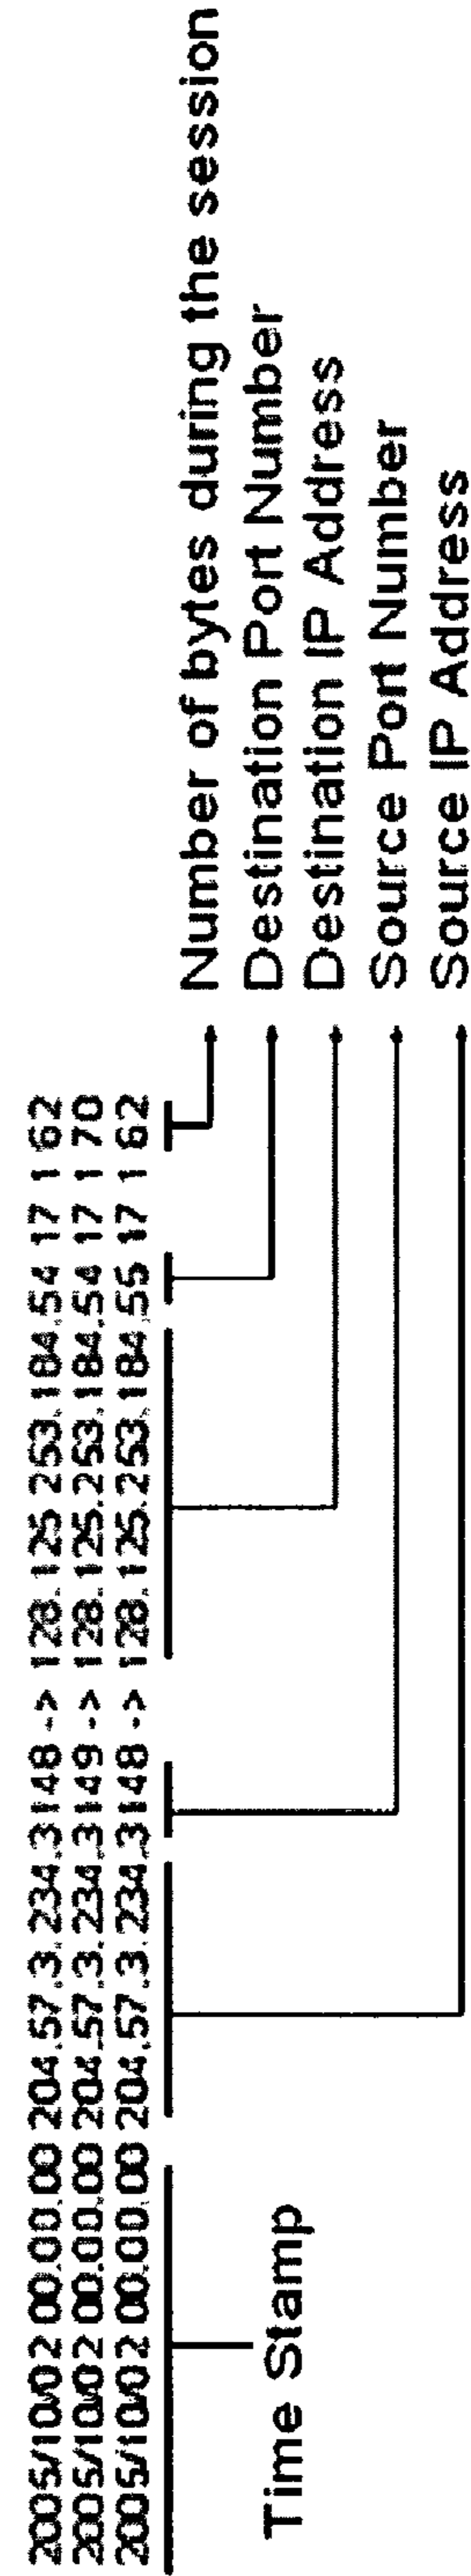 2005/10/02 00.00.00 204.57.3.234.3148 -> 128.125.253.184.54 17 1 62
2005/10/02 00.00.00 204.57.3.234.3149 -> 128.125.253.184.54 17 1 70
2005/10/02 00.00.00 204.57.3.234.3148 -> 128.125.253.184.55 17 1 62
Time Stamp
Number of bytes during the session
Destination Port Number
Destination IP Address
Source Port Number
Source IP Address